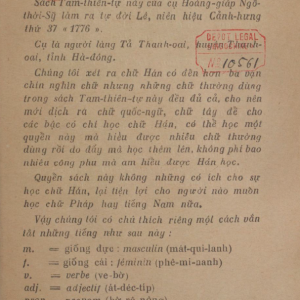 Sách Tam-thiên-tự này của cụ Hoàng-giáp Ngô-
thời-Sỹ làm ra tự đời Lê, niên hiệu Cảnh-hưng
thứ 37 « 1776 ».
Cụ là người làng Tả Thanh-oai, huyện Thanh-
oai, tỉnh Hà-đông.
DEPOT LEGAL
Nº 10561
Chúng tôi xét ra chữ Hán có đến hơn ba vạn
chín nghìn chữ nhưng những chữ thường dùng
trong sách Tam-thiên-tự này đều đủ cả, cho nên
mới dịch ra chữ quốc-ngữ, chữ tây để cho
các bậc có chí học chữ Hán, có thể học một
quyển này mà hiểu được nhiều chữ thường
dùng rồi do đấy mà học thêm lên, không phí bao
nhiêu công phu mà am hiểu được Hán học.
Quyển sách này không những có ích cho sự
học chữ Hán, lại tiện lợi cho người nào muốn
học chữ Pháp hay tiếng Nam nữa.
Vậy chúng tôi có chú thích riêng một cách vắn
tắt những tiếng như sau này :
m. = giống đực : masculin (mát-qui-lanh)
f. = giống cái : féminin (phê-mi-nanh)
v. = verbe (ve-bờ)
adj. = adjectif (át-déc-típ)